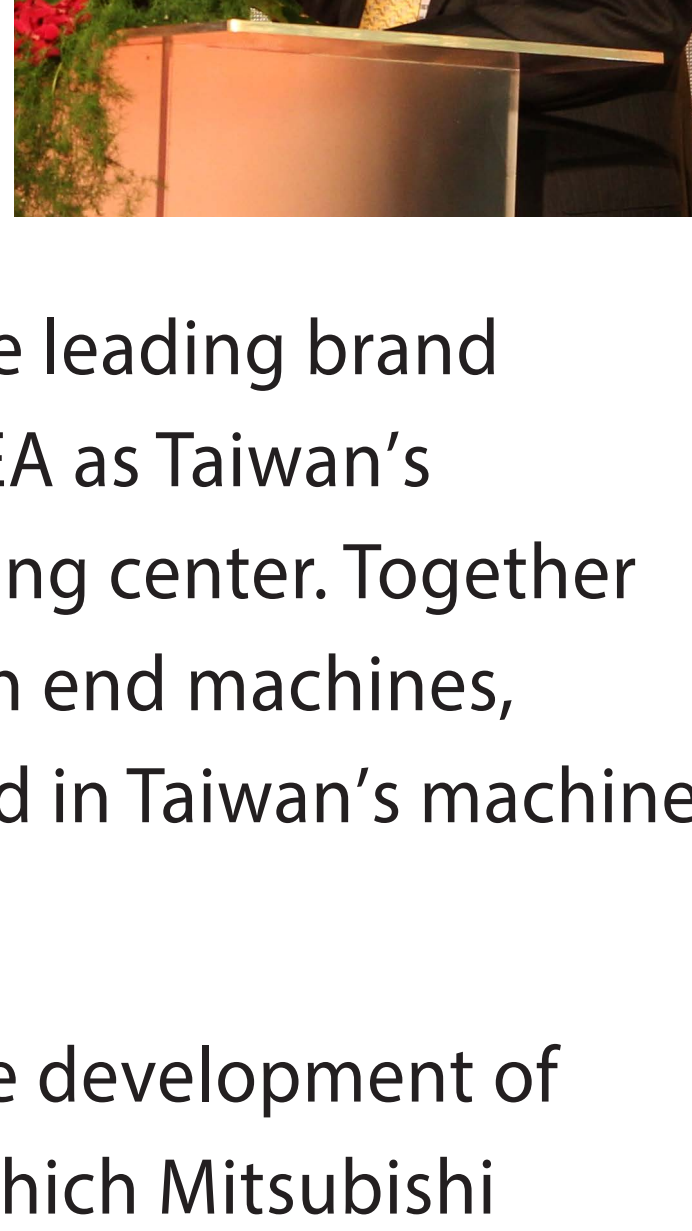 e leading brand
EA as Taiwan’s
ng center. Together
n end machines,
d in Taiwan’s machine
e development of
hich Mitsubishi